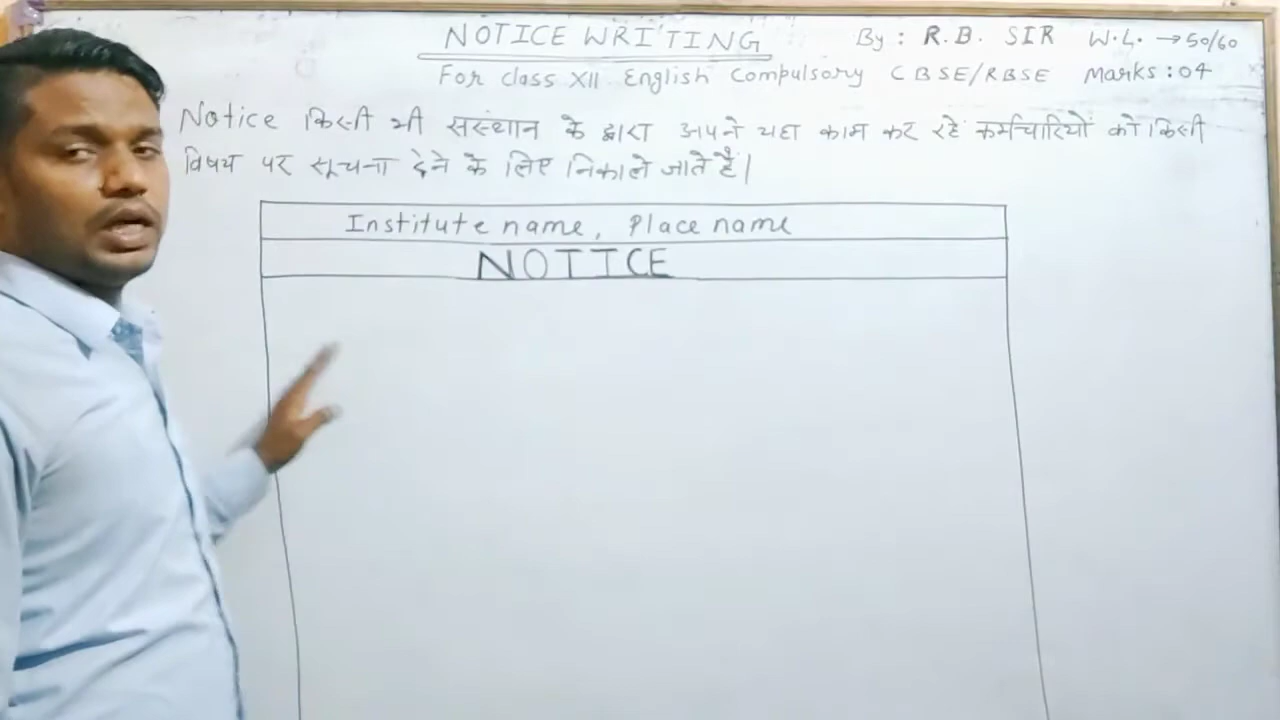 NOTICE WRITING By : R.B. SIR W.L. → 50/60
For class XII English Compulsory CBSE/RBSE Marks : 04
Notice किसी भी संस्थान के द्वारा अपने यहा काम कर रहे कर्मचारियों को किसी
विषय पर सूचना देने के लिए निकाले जाते है।
Institute name, Place name
NOTICE